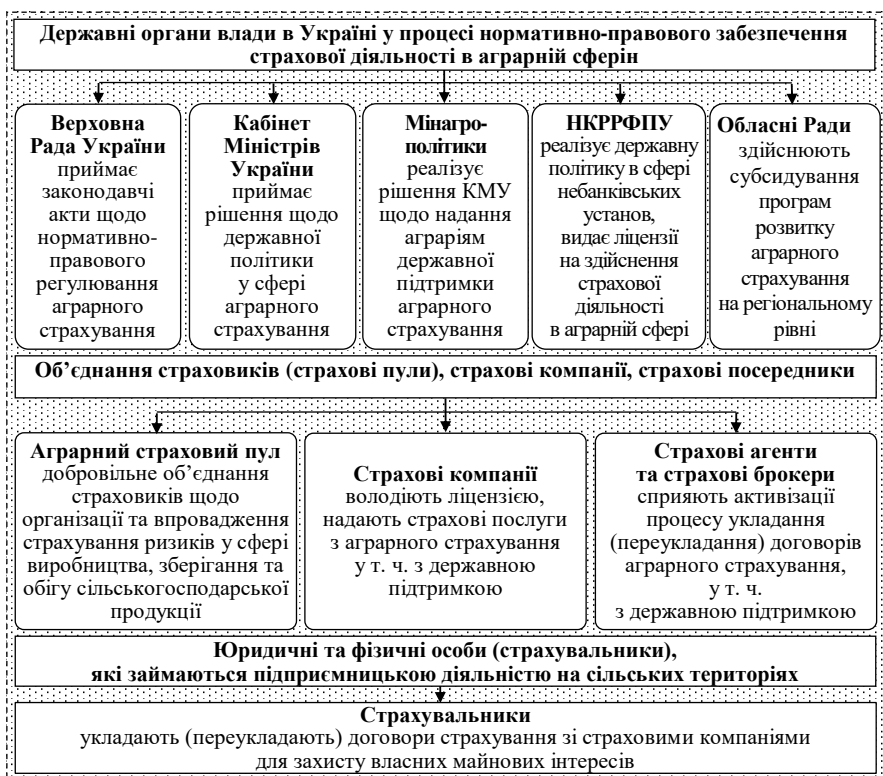 Державні органи влади в Україні у процесі нормативно-правового забезпечення
страхової діяльності в аграрній сферін
Верховна
Рада України
приймає
законодавчі
акти щодо
нормативно-
правового
регулювання
аграрного
страхування
Кабінет
Міністрів
України
приймає
рішення щодо
державної
політики
у сфері
аграрного
страхування
Мінагро-
політики
реалізує
рішення КМУ
щодо надання
аграріям
державної
підтримки
аграрного
страхування
НКРРФПУ
реалізує державну
політику в сфері
небанківських
установ,
видає ліцензії
на здійснення
страхової
діяльності
в аграрній сфері
Обласні Ради
здійснюють
субсидування
програм
розвитку
аграрного
страхування
на регіональному
рівні
Об’єднання страховиків (страхові пули), страхові компанії, страхові посередники
Аграрний страховий пул
добровільне об’єднання
страховиків щодо
організації та впровадження
страхування ризиків у сфері
виробництва, зберігання та
обігу сільськогосподарської
продукції
Страхові компанії
володіють ліцензією,
надають страхові послуги
з аграрного страхування
у т. ч. з державною
підтримкою
Страхові агенти
та страхові брокери
сприяють активізації
процесу укладання
(переукладання) договорів
аграрного страхування,
у т. ч.
з державною підтримкою
Юридичні та фізичні особи (страхувальники),
які займаються підприємницькою діяльністю на сільських територіях
Страхувальники
укладають (переукладають) договори страхування зі страховими компаніями
для захисту власних майнових інтересів